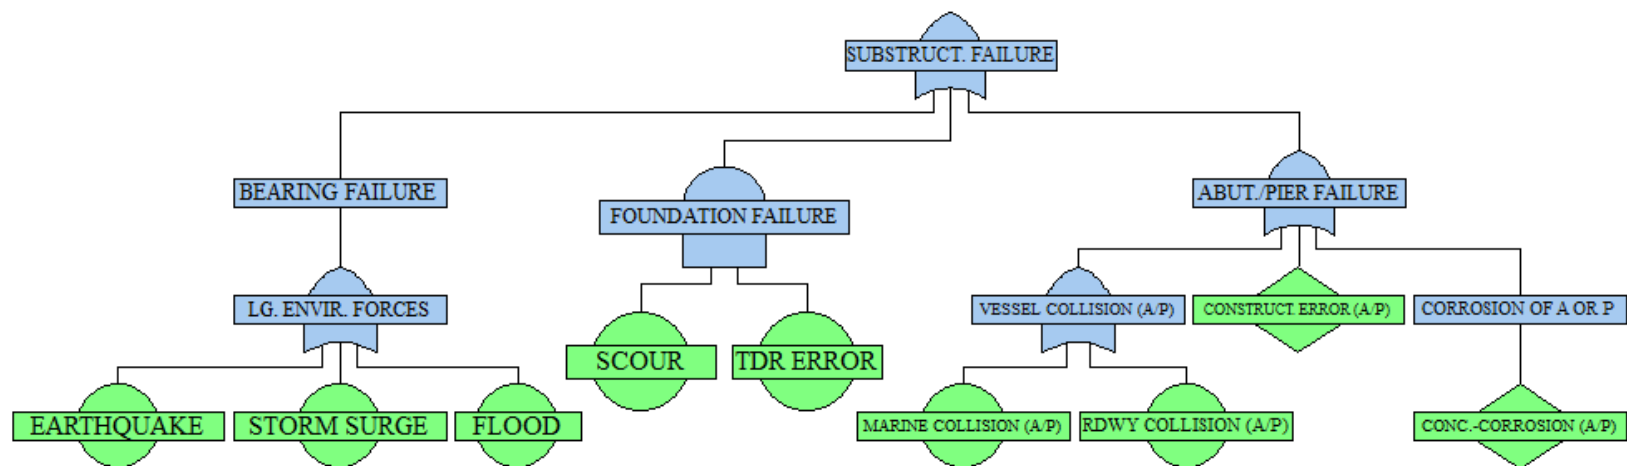 SUBSTRUCT. FAILURE
BEARING FAILURE
FOUNDATION FAILURE
ABUT./PIER FAILURE
LG. ENVIR. FORCES
VESSEL COLLISION (A/P)
CONSTRUCT. ERROR (A/P)
CORROSION OF A OR P
SCOUR
TDR ERROR
EARTHQUAKE
STORM SURGE
FLOOD
MARINE COLLISION (A/P)
RDWY COLLISION (A/P)
CONC.-CORROSION (A/P)